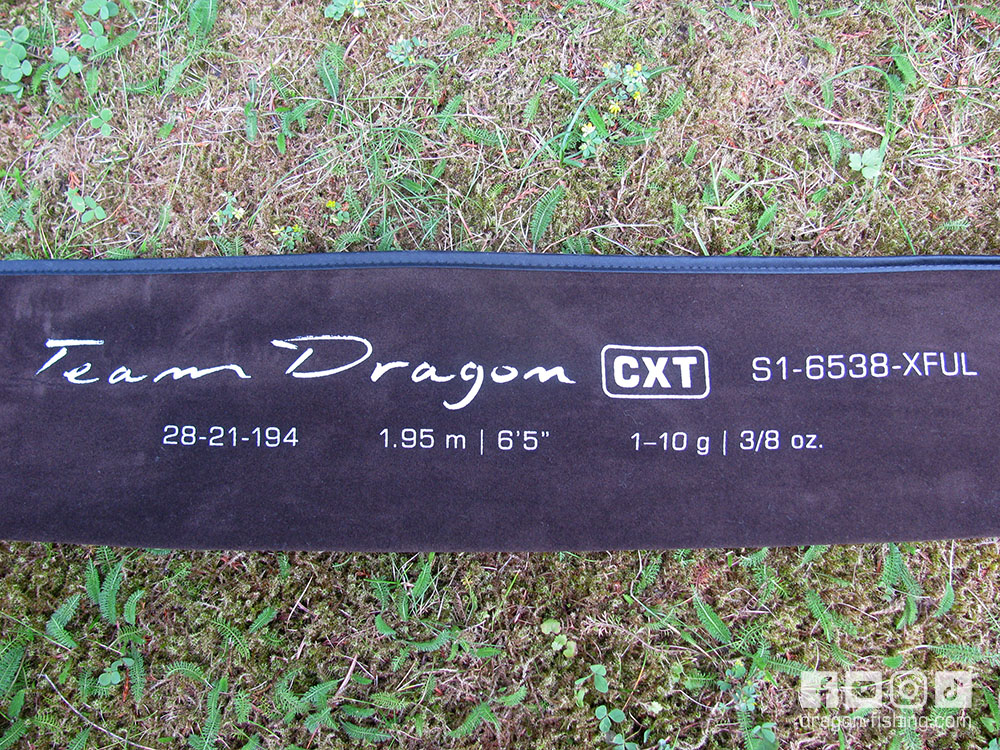 Team Dragon CXT S1-6538-XFUL
28-21-194 1.95 m | 6'5" 1–10 g | 3/8 oz.
dragon-fishing.com